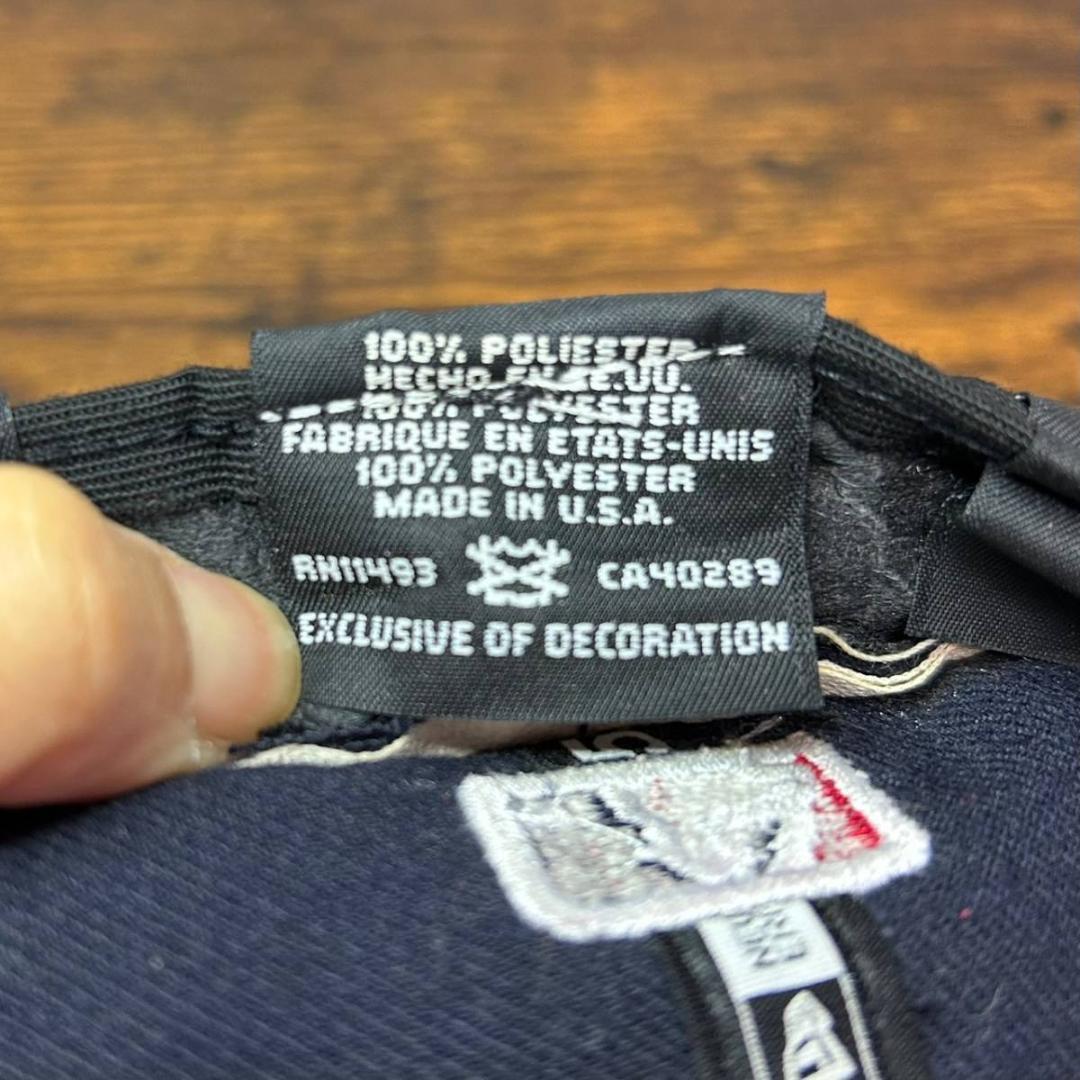 100% POLIESTER
HECHO EN EE.UU.
100% POLYESTER
FABRIQUE EN ETATS-UNIS
100% POLYESTER
MADE IN U.S.A.
RN11493 CA40289
EXCLUSIVE OF DECORATION